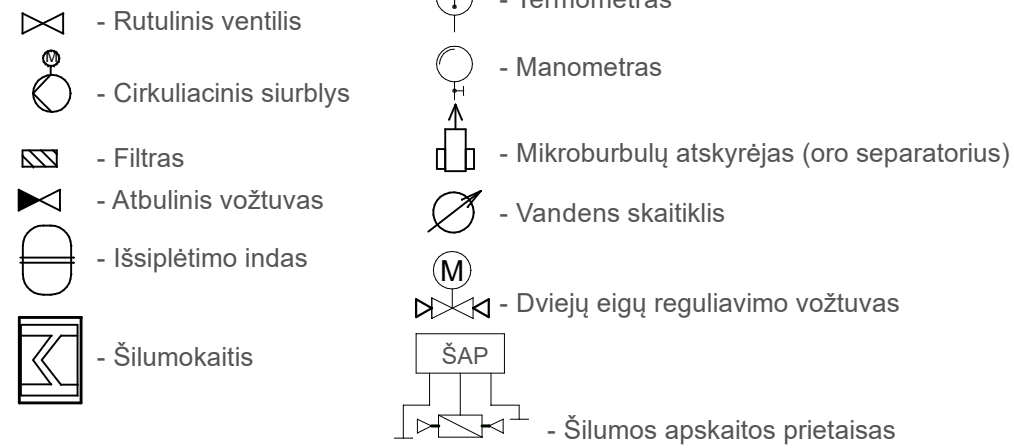 - Rutulinis ventilis
M
- Cirkuliacinis siurblys
- Filtras
- Atbulinis vožtuvas
- Išsiplėtimo indas
- Šilumokaitis
- Termometras
- Manometras
- Mikroburbulų atskyrėjas (oro separatorius)
- Vandens skaitiklis
M
- Dviejų eigų reguliavimo vožtuvas
ŠAP
- Šilumos apskaitos prietaisas